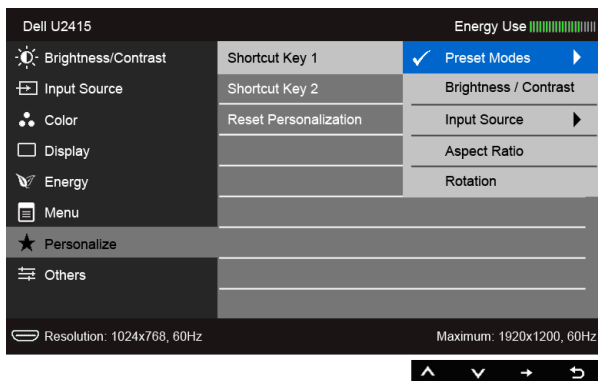 Dell U2415
Energy Use
Brightness/Contrast
Shortcut Key 1
Preset Modes
Input Source
Shortcut Key 2
Brightness / Contrast
Color
Reset Personalization
Input Source
Display
Aspect Ratio
Energy
Rotation
Menu
Personalize
Others
Resolution: 1024x768, 60Hz
Maximum: 1920x1200, 60Hz